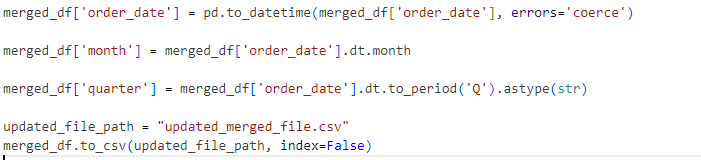 merged_df['order_date'] = pd.to_datetime(merged_df['order_date'], errors='coerce')
merged_df['month'] = merged_df['order_date'].dt.month
merged_df['quarter'] = merged_df['order_date'].dt.to_period('Q').astype(str)
updated_file_path = "updated_merged_file.csv"
merged_df.to_csv(updated_file_path, index=False)